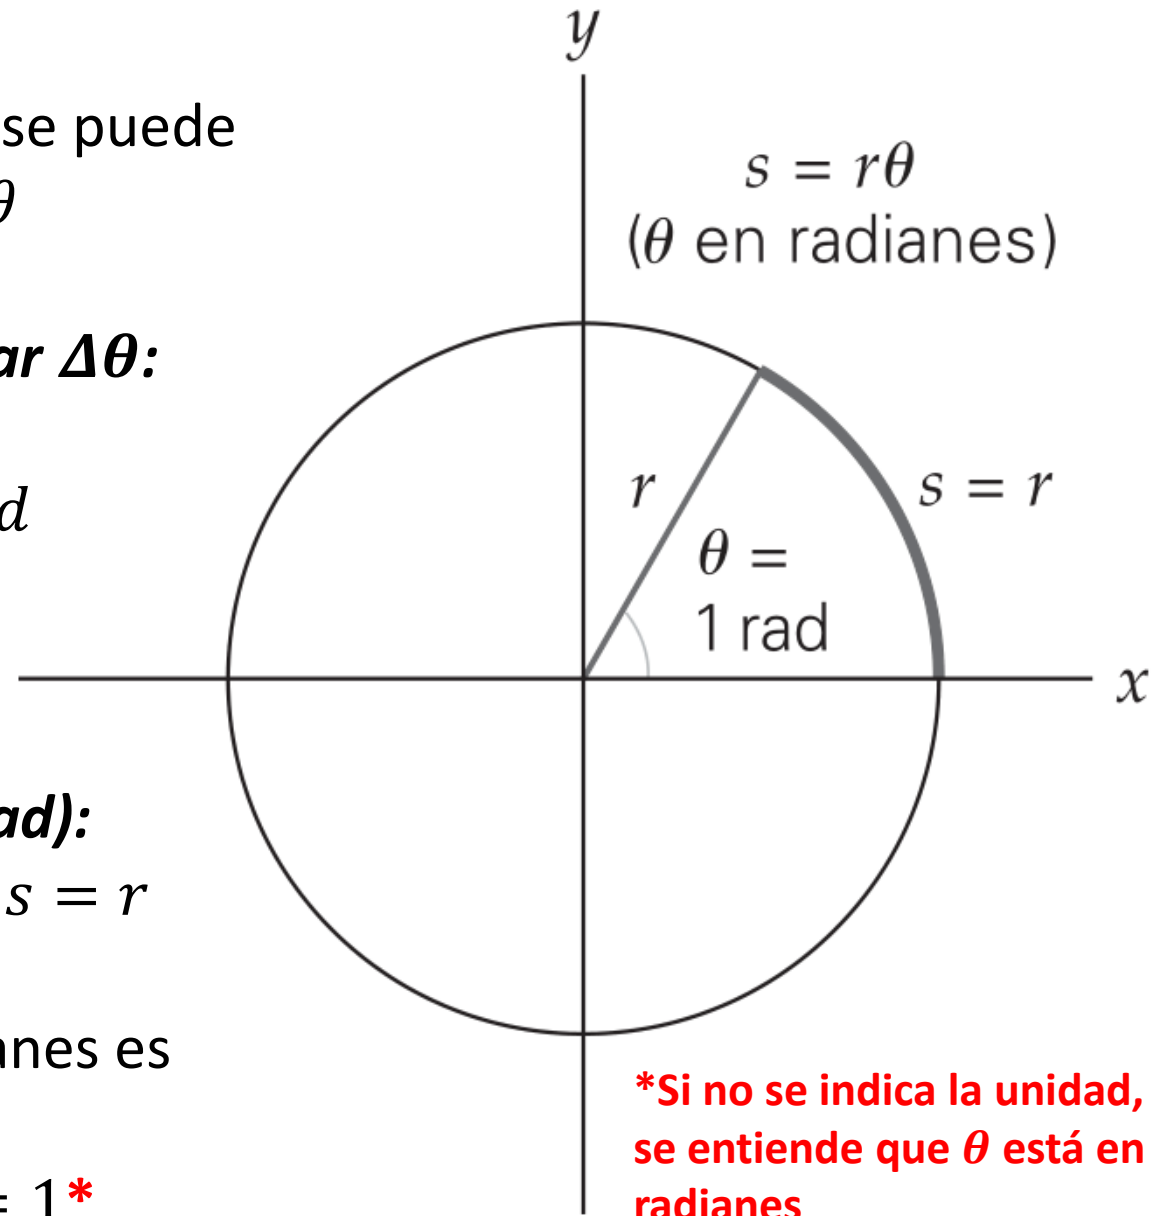 se puede
θ
ar Δθ:
d
ad):
s = r
anes es
= 1*
y
s = rθ
(θ en radianes)
r
s = r
θ =
1 rad
x
*Si no se indica la unidad,
se entiende que θ está en
radianes